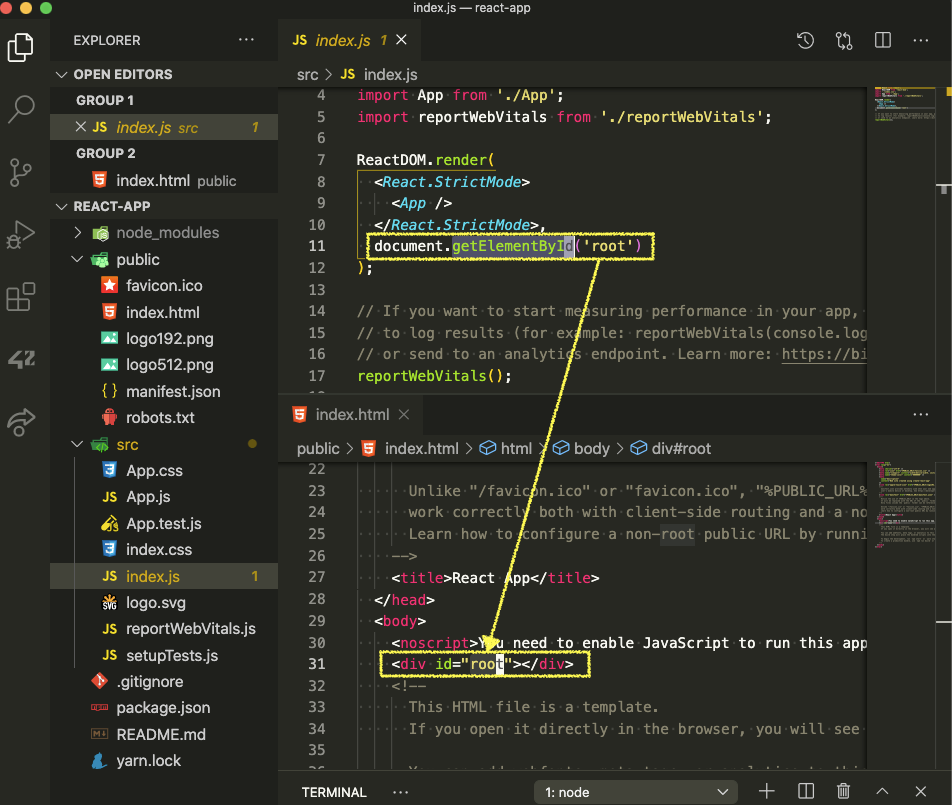 index.js — react-app
EXPLORER
OPEN EDITORS
GROUP 1
JS index.js src 1
GROUP 2
index.html public
REACT-APP
node_modules
public
favicon.ico
index.html
logo192.png
logo512.png
{} manifest.json
robots.txt
src
App.css
JS App.js
App.test.js
index.css
JS index.js 1
SVG logo.svg
JS reportWebVitals.js
JS setupTests.js
.gitignore
package.json
README.md
yarn.lock
JS index.js 1
src > JS index.js
4 import App from './App';
5 import reportWebVitals from './reportWebVitals';
6
7 ReactDOM.render(
8 <React.StrictMode>
9 <App />
10 </React.StrictMode>,
11 document.getElementById('root')
12 );
13
14 // If you want to start measuring performance in your app,
15 // to log results (for example: reportWebVitals(console.log
16 // or send to an analytics endpoint. Learn more: https://bi
17 reportWebVitals();
index.html
public > index.html > html > body > div#root
22
23 Unlike "/favicon.ico" or "favicon.ico", "%PUBLIC_URL%
24 work correctly both with client-side routing and a no
25 Learn how to configure a non-root public URL by runni
26 -->
27 <title>React App</title>
28 </head>
29 <body>
30 <noscript>You need to enable JavaScript to run this app
31 <div id="root"></div>
32 <!--
33 This HTML file is a template.
34 If you open it directly in the browser, you will see
35
TERMINAL
1: node